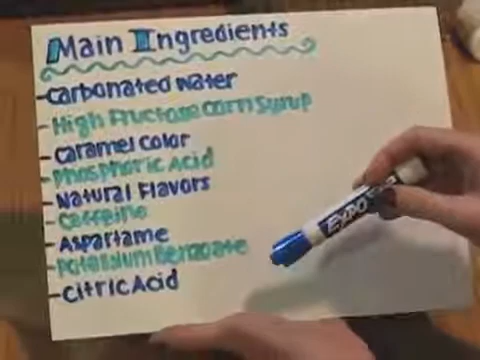 Main Ingredients
-Carbonated water
-High Fructose Corn Syrup
-Caramel Color
-Phosphoric Acid
-Natural Flavors
-Caffeine
-Aspartame
-Potassium Benzoate
-Citric Acid
EXPO